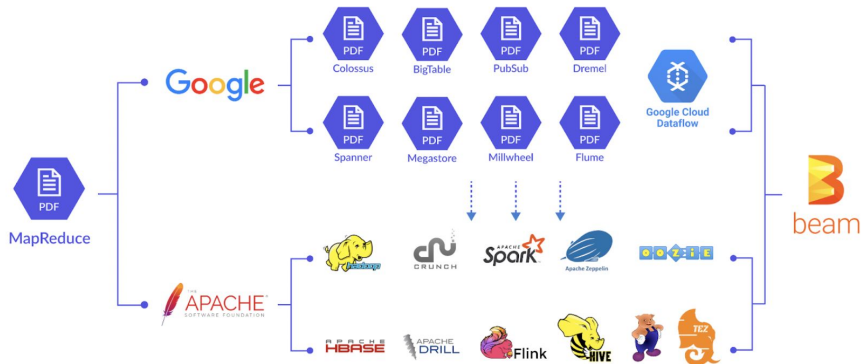 PDF
Colossus
PDF
BigTable
PDF
PubSub
PDF
Dremel
Google
Google Cloud
Dataflow
PDF
Spanner
PDF
Megastore
PDF
Millwheel
PDF
Flume
PDF
MapReduce
beam
hadoop
CRUNCH
APACHE
Spark
Apache Zeppelin
OOZIE
THE
APACHE
SOFTWARE FOUNDATION
APACHE
HBASE
APACHE
DRILL
Flink
HIVE
TEZ